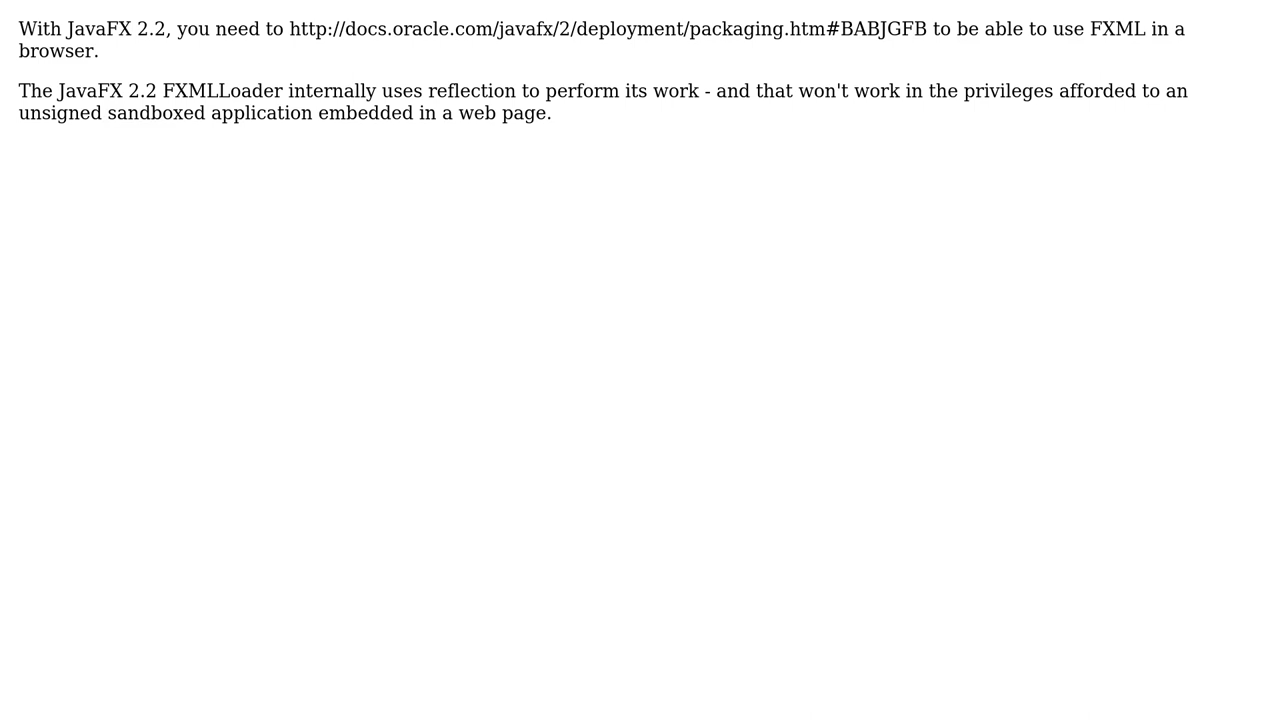 With JavaFX 2.2, you need to http://docs.oracle.com/javafx/2/deployment/packaging.htm#BABJGFB to be able to use FXML in a
browser.
The JavaFX 2.2 FXMLLoader internally uses reflection to perform its work - and that won't work in the privileges afforded to an
unsigned sandboxed application embedded in a web page.